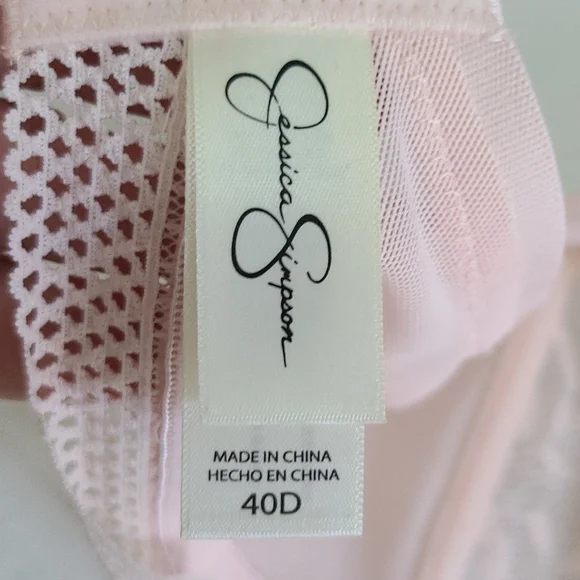 Jessica
Simpson
MADE IN CHINA
HECHO EN CHINA
40D